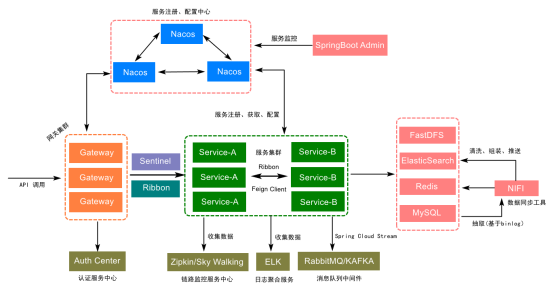 服务注册、配置中心
Nacos
Nacos
Nacos
服务监控
SpringBoot Admin
网关集群
服务注册、获取、配置
Gateway
Gateway
Gateway
API 调用
Sentinel
Ribbon
Service-A
Service-A
Service-A
服务集群
Ribbon
Feign Client
Service-B
Service-B
Service-B
FastDFS
ElasticSearch
Redis
MySQL
清洗、组装、推送
NIFI
数据同步工具
抽取(基于binlog)
收集数据
收集数据
Spring Cloud Stream
Auth Center
认证服务中心
Zipkin/Sky Walking
链路监控服务中心
ELK
日志聚合服务
RabbitMQ/KAFKA
消息队列中间件